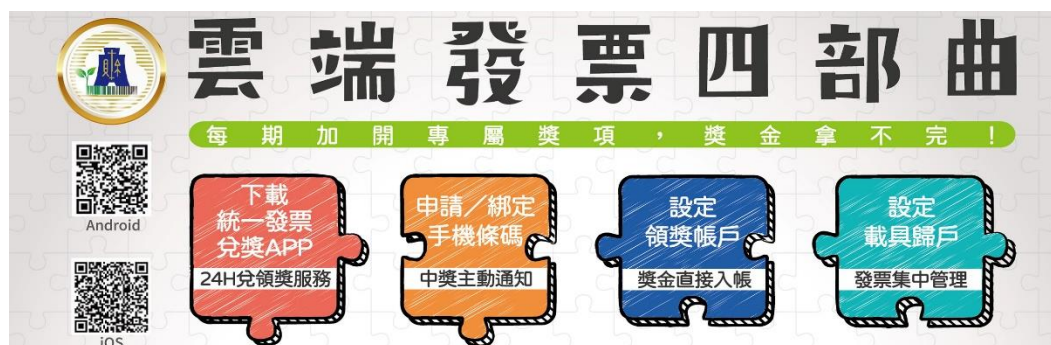 雲端發票四部曲
每期加開專屬獎項，獎金拿不完！
Android
iOS
下載
統一發票
兌獎APP
24H兌領獎服務
申請／綁定
手機條碼
中獎主動通知
設定
領獎帳戶
獎金直接入帳
設定
載具歸戶
發票集中管理